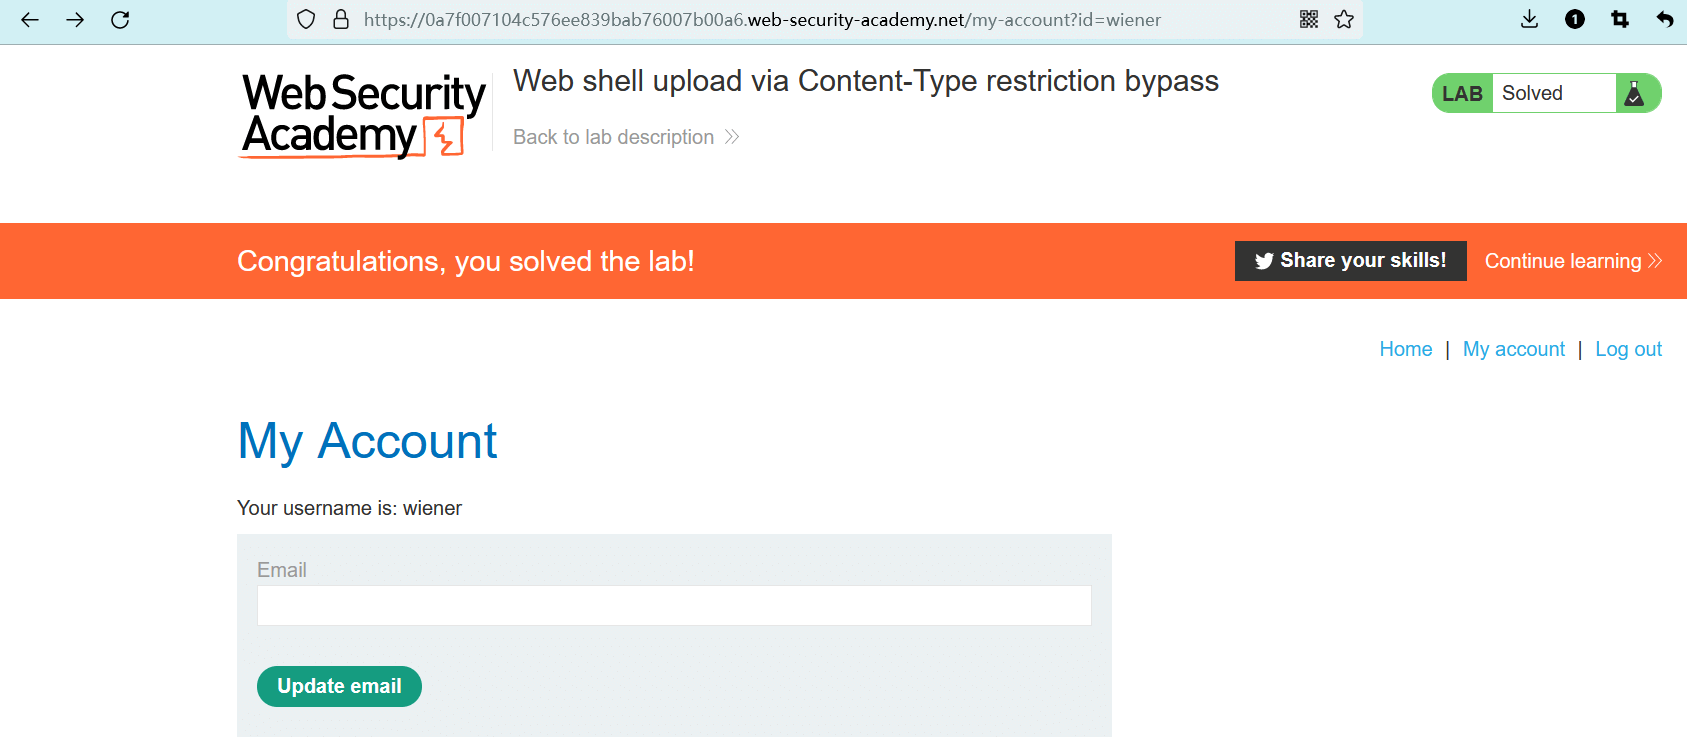 https://0a7f007104c576ee839bab76007b00a6.web-security-academy.net/my-account?id=wiener
1
Web Security
Academy
Web shell upload via Content-Type restriction bypass
Back to lab description
LAB Solved
Congratulations, you solved the lab!
Share your skills!
Continue learning
Home | My account | Log out
My Account
Your username is: wiener
Email
Update email